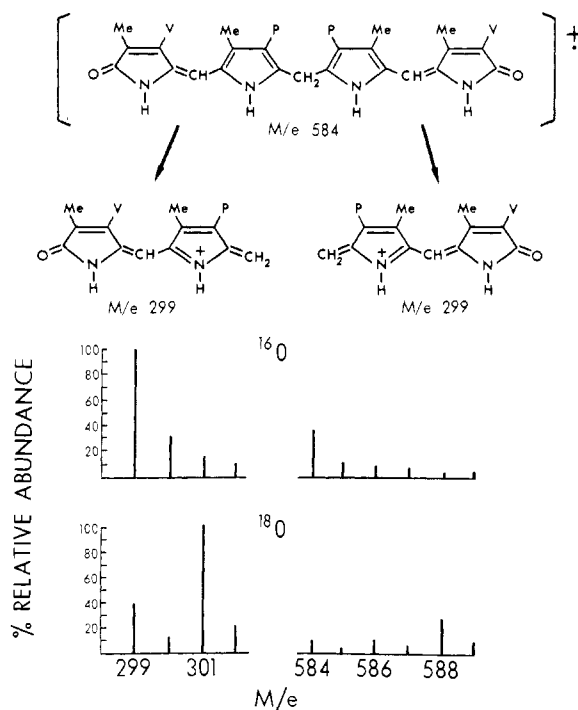 Me V Me P P Me Me V
+.
O N H CH N H CH₂ N H CH N H O
M/e 584
Me V Me P P Me Me V
O N H CH N + H CH₂ CH₂ N + H CH N H O
M/e 299 M/e 299
% RELATIVE ABUNDANCE
¹⁶O
100
80
60
40
20
¹⁸O
100
80
60
40
20
299 301 584 586 588
M/e